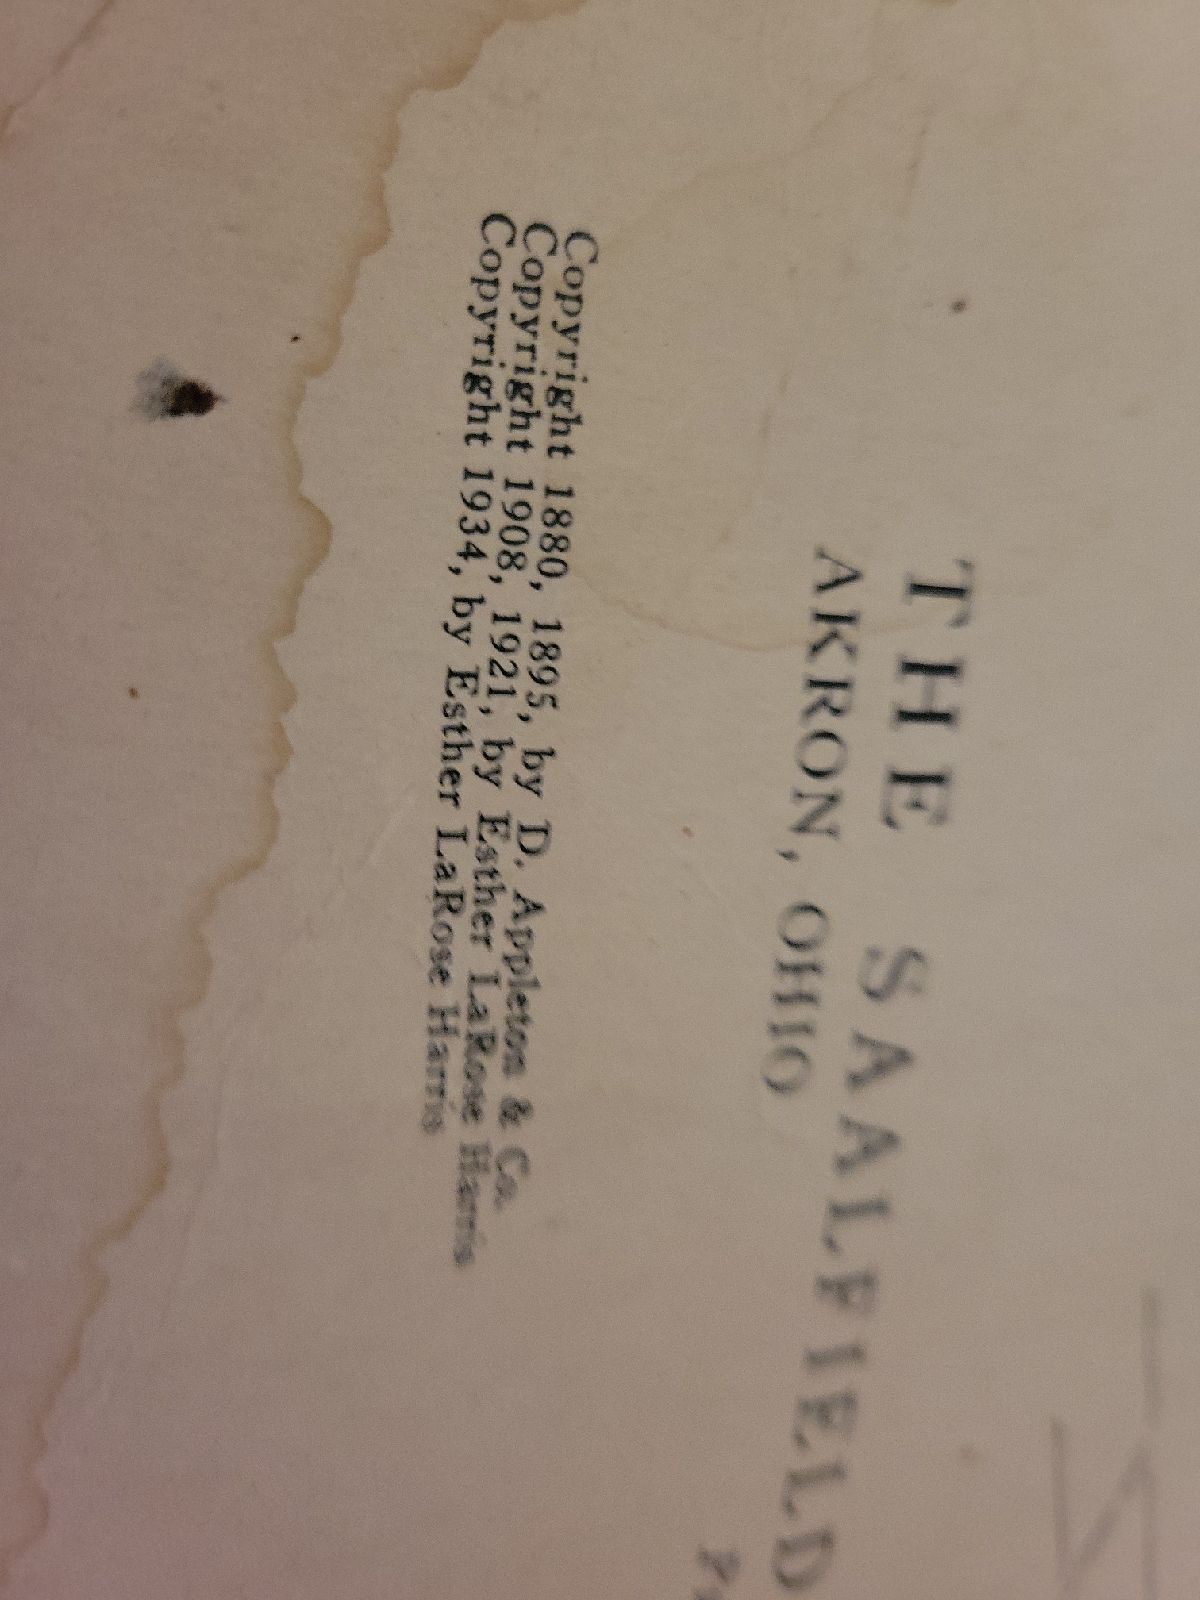 THE SAALFIELD
AKRON, OHIO
Copyright 1880, 1895, by D. Appleton & Co.
Copyright 1908, 1921, by Esther LaRose Harris
Copyright 1934, by Esther LaRose Harris